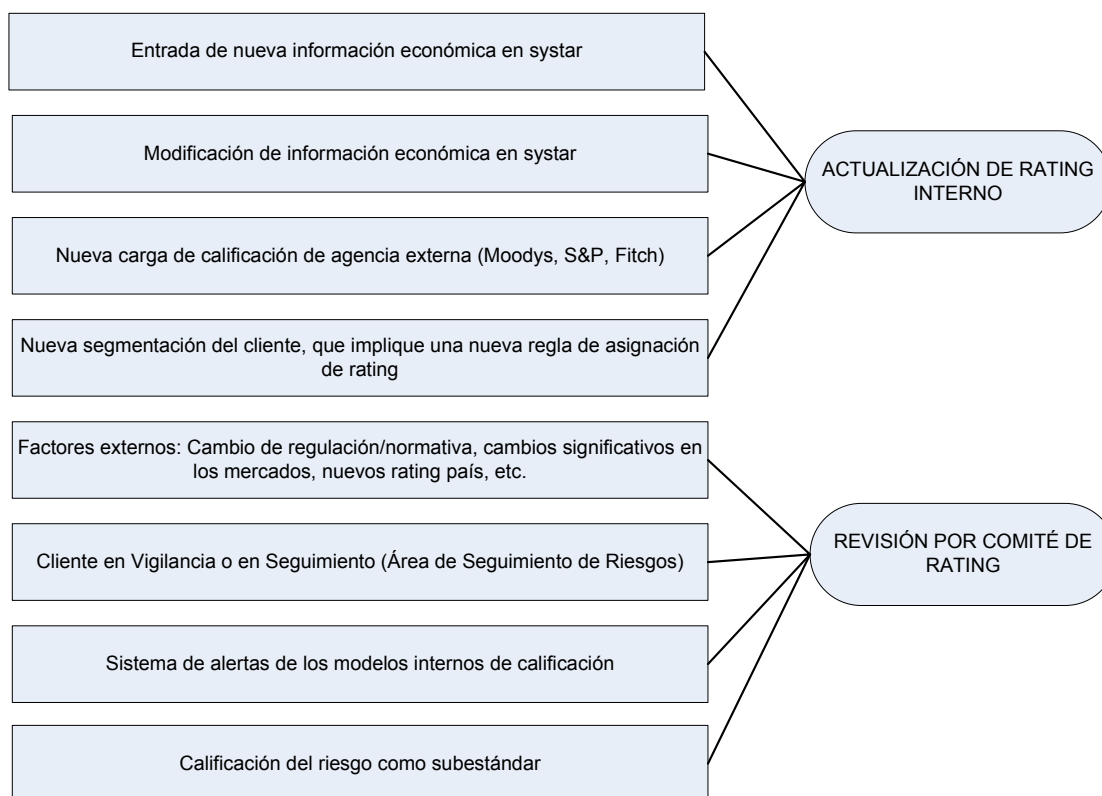 Entrada de nueva información económica en systar
Modificación de información económica en systar
Nueva carga de calificación de agencia externa (Moodys, S&P, Fitch)
Nueva segmentación del cliente, que implique una nueva regla de asignación
de rating
ACTUALIZACIÓN DE RATING
INTERNO
Factores externos: Cambio de regulación/normativa, cambios significativos en
los mercados, nuevos rating país, etc.
Cliente en Vigilancia o en Seguimiento (Área de Seguimiento de Riesgos)
Sistema de alertas de los modelos internos de calificación
Calificación del riesgo como subestándar
REVISIÓN POR COMITÉ DE
RATING